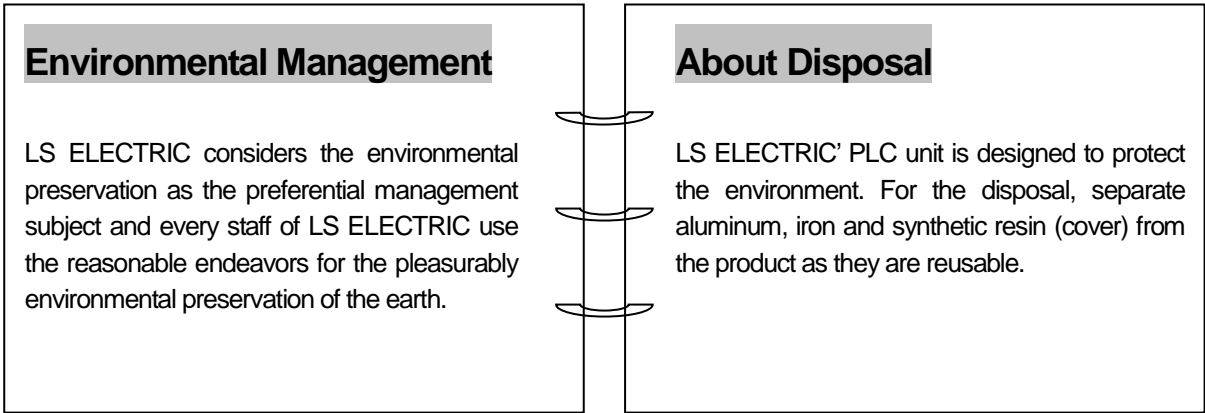 Environmental Management
LS ELECTRIC considers the environmental
preservation as the preferential management
subject and every staff of LS ELECTRIC use
the reasonable endeavors for the pleasurably
environmental preservation of the earth.
About Disposal
LS ELECTRIC’ PLC unit is designed to protect
the environment. For the disposal, separate
aluminum, iron and synthetic resin (cover) from
the product as they are reusable.